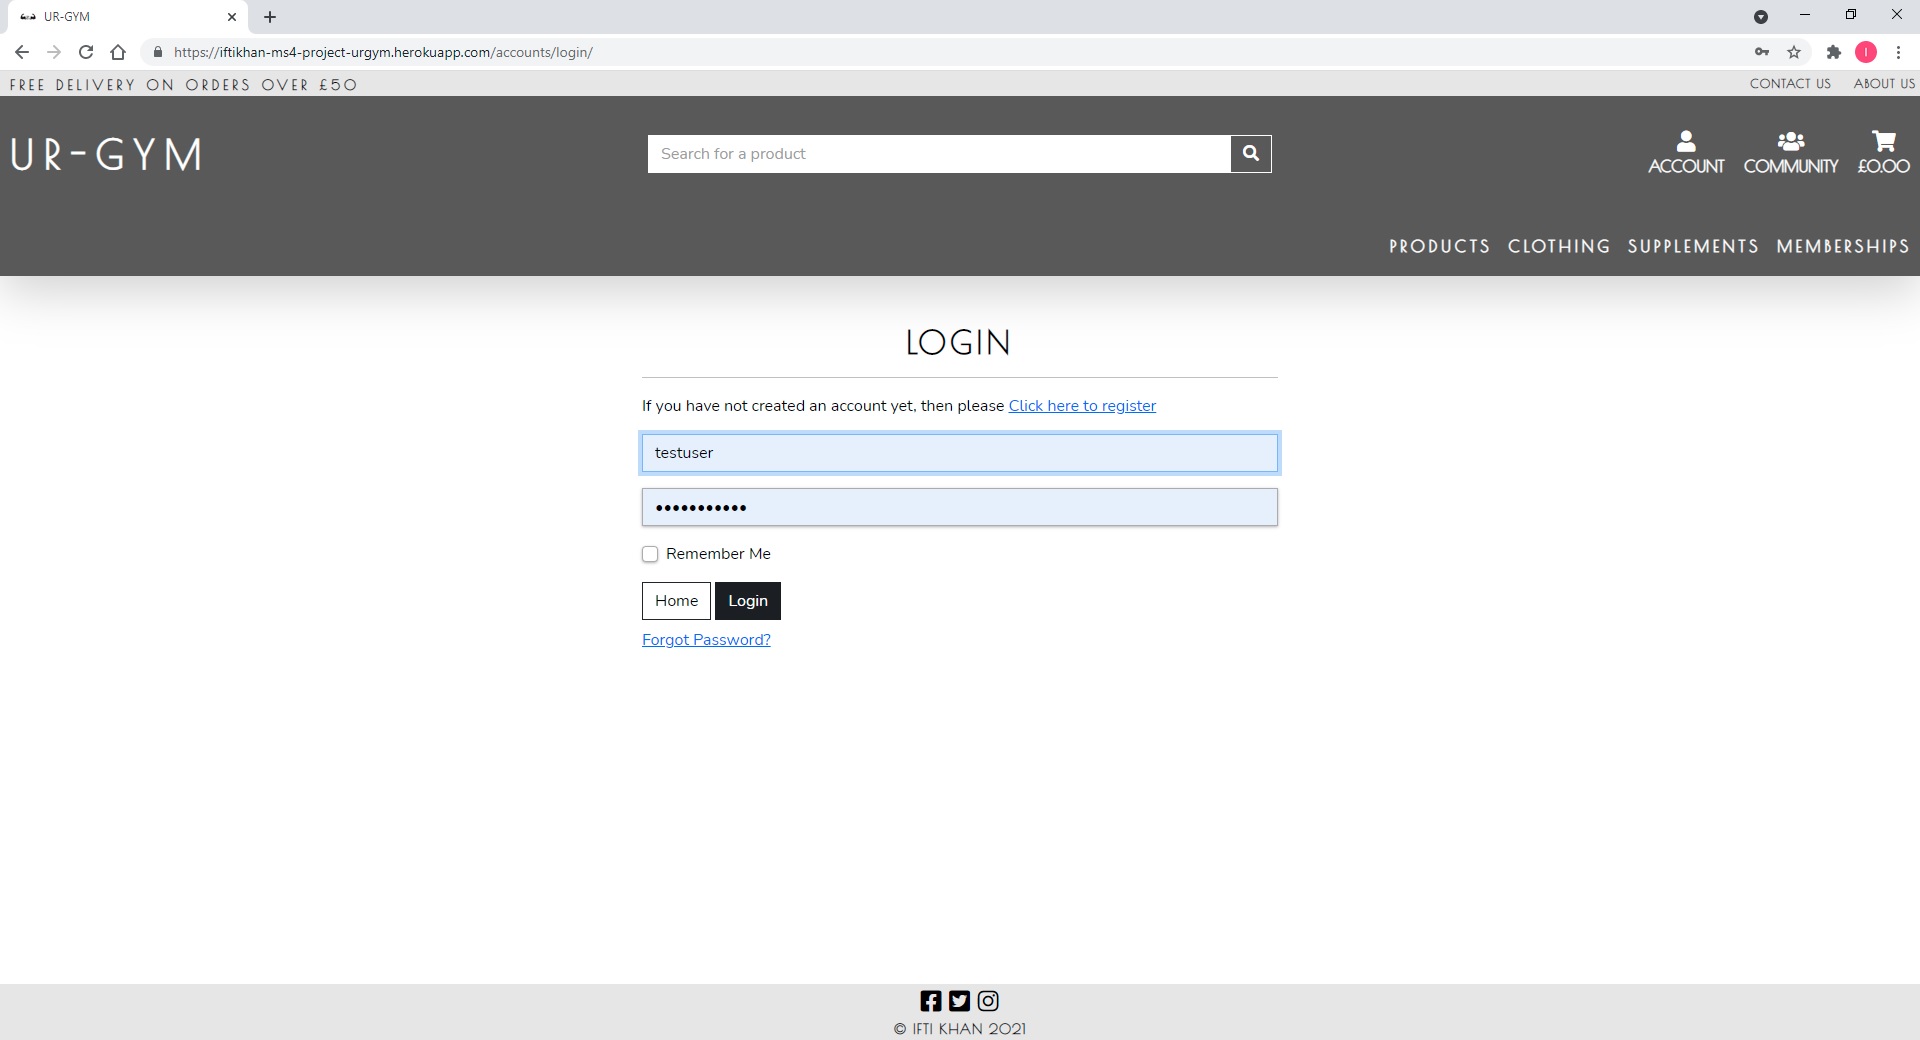 UR-GYM
https://iftikhan-ms4-project-urgym.herokuapp.com/accounts/login/
I
FREE DELIVERY ON ORDERS OVER £50
CONTACT US
ABOUT US
UR-GYM
Search for a product
ACCOUNT
COMMUNITY
£0.00
PRODUCTS
CLOTHING
SUPPLEMENTS
MEMBERSHIPS
LOGIN
If you have not created an account yet, then please Click here to register
testuser
•••••••••••
Remember Me
Home
Login
Forgot Password?
© IFTI KHAN 2021